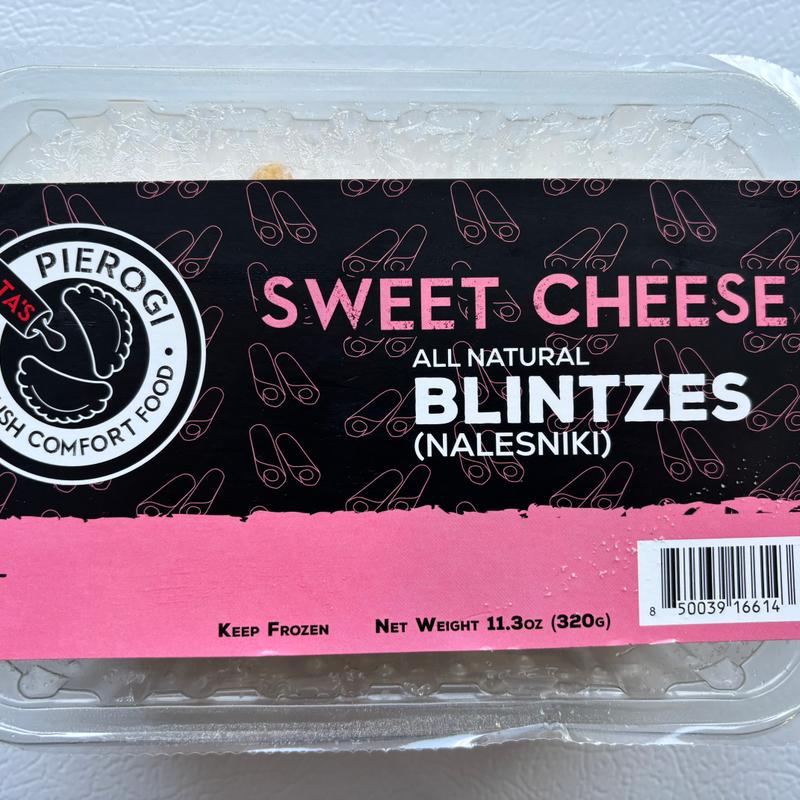 PIEROGI
TA'S
SH COMFORT FOOD •
SWEET CHEESE
ALL NATURAL
BLINTZES
(NALESNIKI)
KEEP FROZEN
NET WEIGHT 11.3OZ (320G)
8 50039 16614